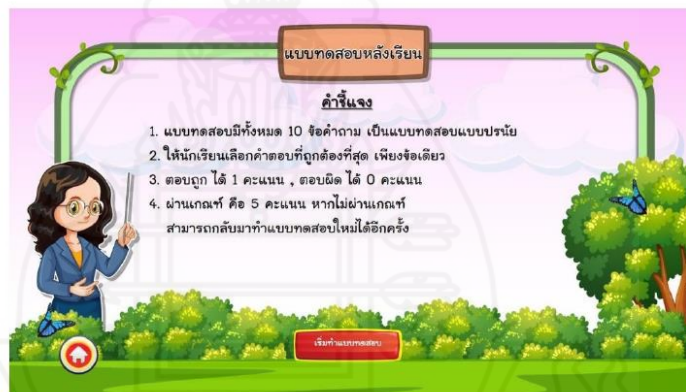 แบบทดสอบหลังเรียน
คำชี้แจง
1. แบบทดสอบมีทั้งหมด 10 ข้อคำถาม เป็นแบบทดสอบแบบปรนัย
2. ให้นักเรียนเลือกคำตอบที่ถูกต้องที่สุด เพียงข้อเดียว
3. ตอบถูก ได้ 1 คะแนน , ตอบผิด ได้ 0 คะแนน
4. ผ่านเกณฑ์ คือ 5 คะแนน หากไม่ผ่านเกณฑ์
สามารถกลับมาทำแบบทดสอบใหม่ได้อีกครั้ง
เริ่มทำแบบทดสอบ